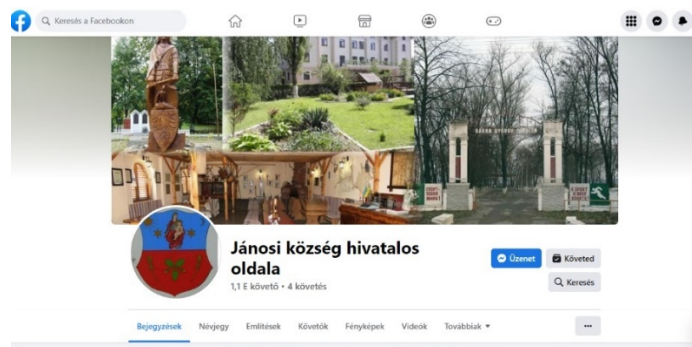 Keresés a Facebookon
Jánosi község hivatalos
oldala
1,1 E követő • 4 követés
Üzenet
Követed
Keresés
Bejegyzések Névjegy Említések Követők Fényképek Videók Továbbiak